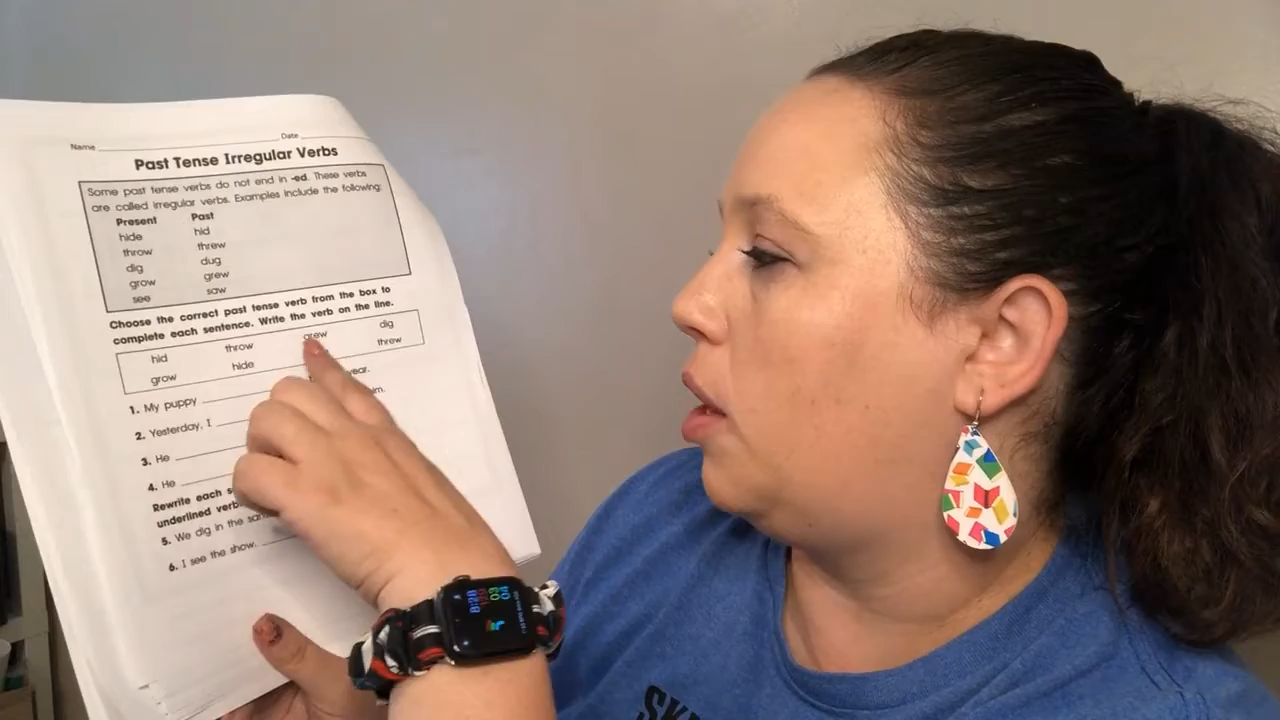 Name Date
Past Tense Irregular Verbs
Some past tense verbs do not end in -ed. These verbs
are called irregular verbs. Examples include the following:
Present Past
hide hid
throw threw
dig dug
grow grew
see saw
Choose the correct past tense verb from the box to
complete each sentence. Write the verb on the line.
hid throw grew dig
grow hide threw
1. My puppy year.
2. Yesterday, I
3. He
4. He
Rewrite each
underlined verb
5. We dig in the
6. I see the show.
8:28